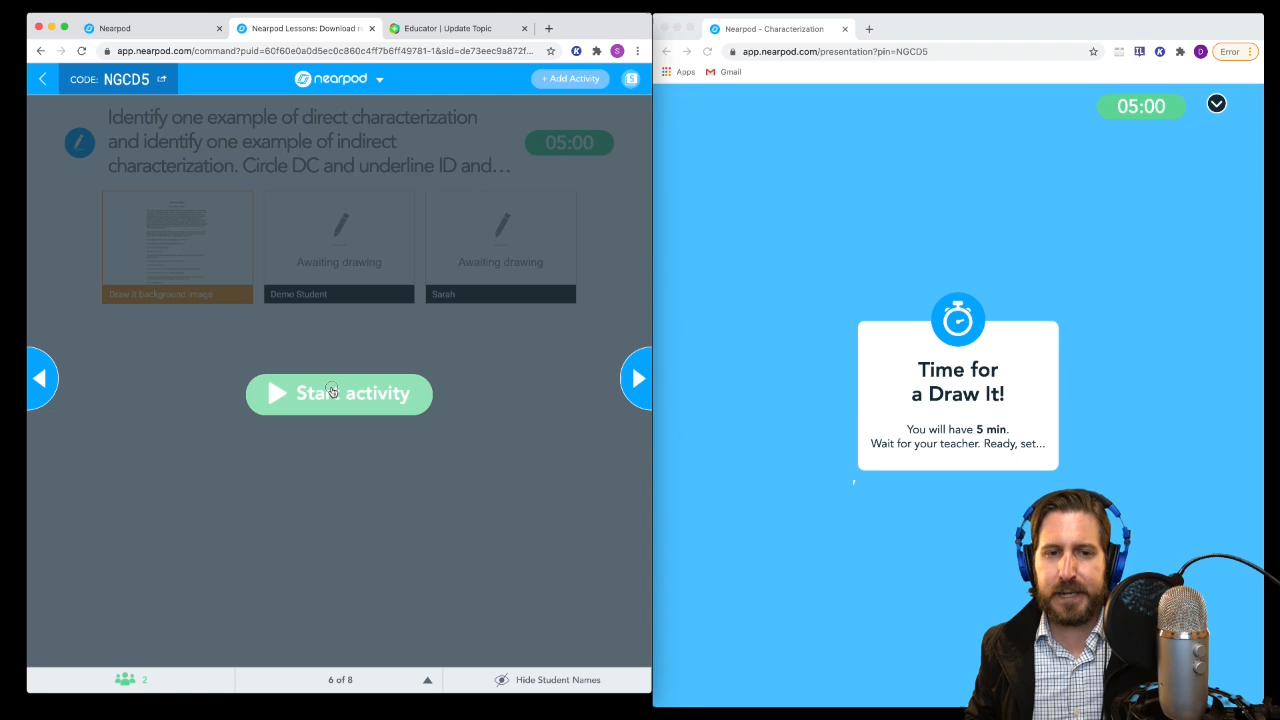 Nearpod
Nearpod Lessons: Download r
Educator | Update Topic
app.nearpod.com/command?puid=60f60e0a0d5ec0c860c4ff7b6ff49781-1&sid=de73eec9a872f...
CODE: NGCD5
nearpod
+ Add Activity
S
Identify one example of direct characterization
and identify one example of indirect
characterization. Circle DC and underline ID and...
05:00
Awaiting drawing
Awaiting drawing
Draw it background image
Demo Student
Sarah
Start activity
2
6 of 8
Hide Student Names
Nearpod - Characterization
app.nearpod.com/presentation?pin=NGCD5
D
Error
Apps
Gmail
05:00
Time for
a Draw It!
You will have 5 min.
Wait for your teacher. Ready, set...